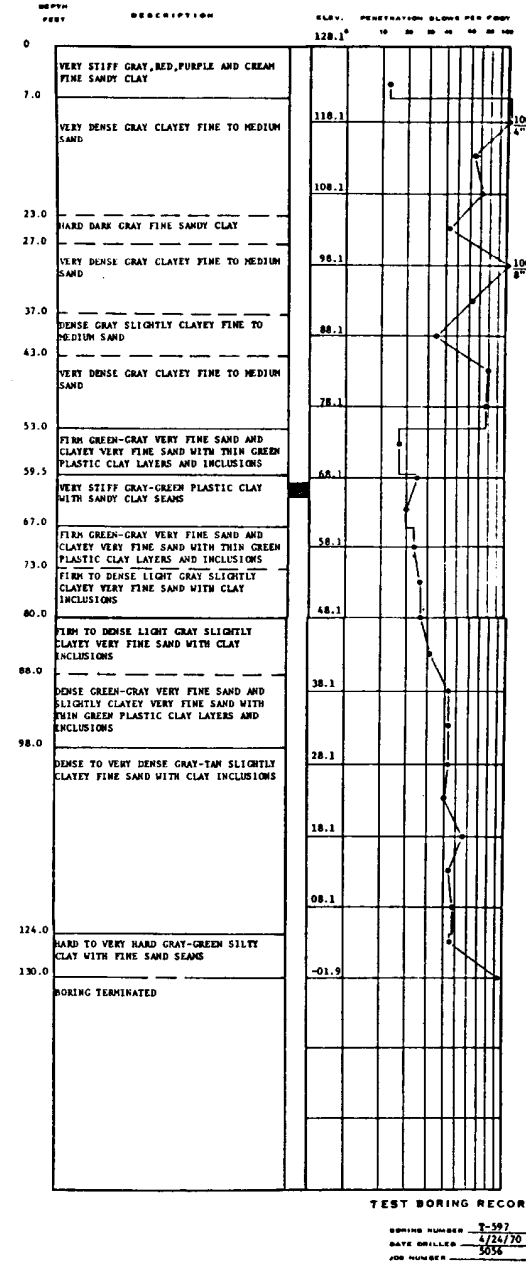 DEPTH
FEET
DESCRIPTION
ELEV.
PENETRATION BLOWS PER FOOT
0
128.1
0 10 20 30 40 60 80 100
VERY STIFF GRAY,RED,PURPLE AND CREAM
FINE SANDY CLAY
7.0
118.1
VERY DENSE GRAY CLAYEY FINE TO MEDIUM
SAND
100
4"
108.1
23.0
HARD DARK GRAY FINE SANDY CLAY
27.0
VERY DENSE GRAY CLAYEY FINE TO MEDIUM
SAND
98.1
100
8"
37.0
DENSE GRAY SLIGHTLY CLAYEY FINE TO
MEDIUM SAND
88.1
43.0
VERY DENSE GRAY CLAYEY FINE TO MEDIUM
SAND
78.1
53.0
FIRM GREEN-GRAY VERY FINE SAND AND
CLAYEY VERY FINE SAND WITH THIN GREEN
PLASTIC CLAY LAYERS AND INCLUSIONS
59.5
68.1
VERY STIFF GRAY-GREEN PLASTIC CLAY
WITH SANDY CLAY SEAMS
67.0
FIRM GREEN-GRAY VERY FINE SAND AND
CLAYEY VERY FINE SAND WITH THIN GREEN
PLASTIC CLAY LAYERS AND INCLUSIONS
58.1
73.0
FIRM TO DENSE LIGHT GRAY SLIGHTLY
CLAYEY VERY FINE SAND WITH CLAY
INCLUSIONS
80.0
48.1
FIRM TO DENSE LIGHT GRAY SLIGHTLY
CLAYEY VERY FINE SAND WITH CLAY
INCLUSIONS
88.0
38.1
DENSE GREEN-GRAY VERY FINE SAND AND
SLIGHTLY CLAYEY VERY FINE SAND WITH
THIN GREEN PLASTIC CLAY LAYERS AND
INCLUSIONS
98.0
28.1
DENSE TO VERY DENSE GRAY-TAN SLIGHTLY
CLAYEY FINE SAND WITH CLAY INCLUSIONS
18.1
08.1
124.0
HARD TO VERY HARD GRAY-GREEN SILTY
CLAY WITH FINE SAND SEAMS
130.0
-01.9
BORING TERMINATED
TEST BORING RECOR
BORING NUMBER T-597
DATE DRILLED 4/24/70
JOB NUMBER 5056